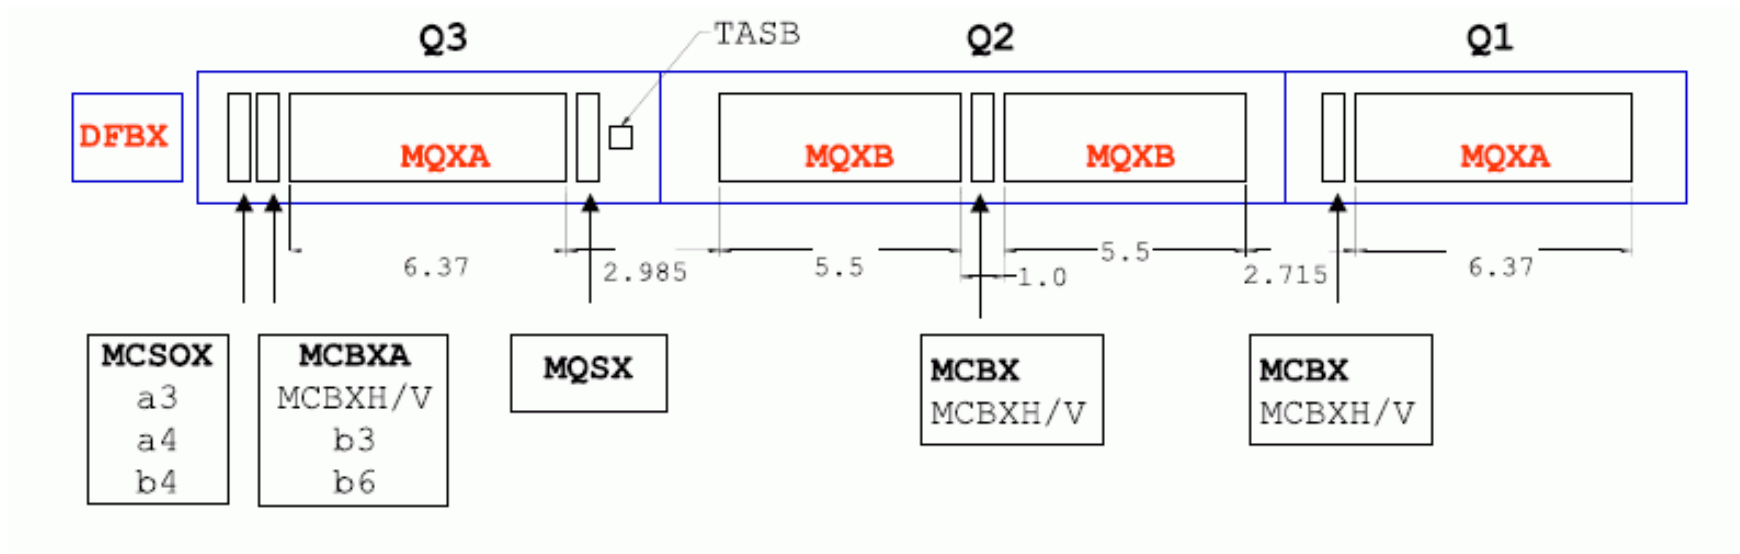 Q3
TASB
Q2
Q1
DFBX
MQXA
MQXB
MQXB
MQXA
6.37
2.985
5.5
1.0
5.5
2.715
6.37
MCSOX
a3
a4
b4
MCBXA
MCBXH/V
b3
b6
MQSX
MCBX
MCBXH/V
MCBX
MCBXH/V